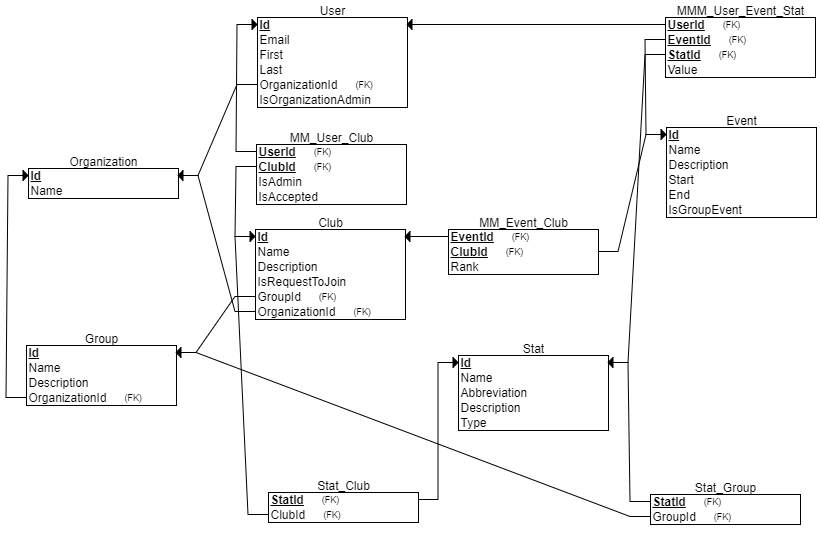 User
Id
Email
First
Last
OrganizationId (FK)
IsOrganizationAdmin
MMM_User_Event_Stat
UserId (FK)
EventId (FK)
StatId (FK)
Value
Event
Id
Name
Description
Start
End
IsGroupEvent
MM_User_Club
UserId (FK)
ClubId (FK)
IsAdmin
IsAccepted
Organization
Id
Name
Club
Id
Name
Description
IsRequestToJoin
GroupId (FK)
OrganizationId (FK)
MM_Event_Club
EventId (FK)
ClubId (FK)
Rank
Group
Id
Name
Description
OrganizationId (FK)
Stat
Id
Name
Abbreviation
Description
Type
Stat_Club
StatId (FK)
ClubId (FK)
Stat_Group
StatId (FK)
GroupId (FK)